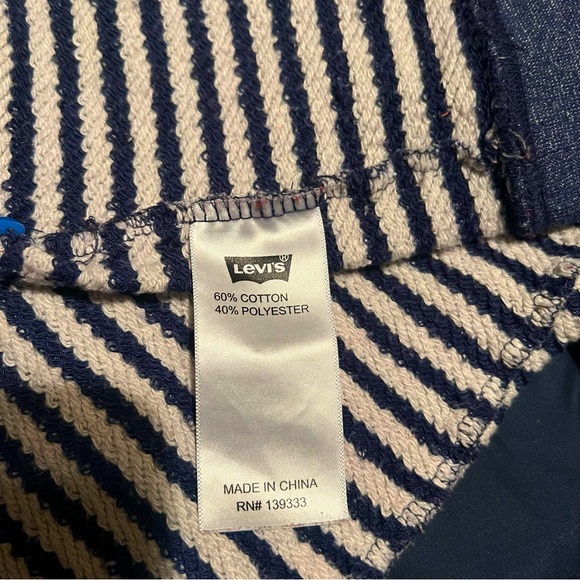 LEVI'S®
60% COTTON
40% POLYESTER
MADE IN CHINA
RN# 139333